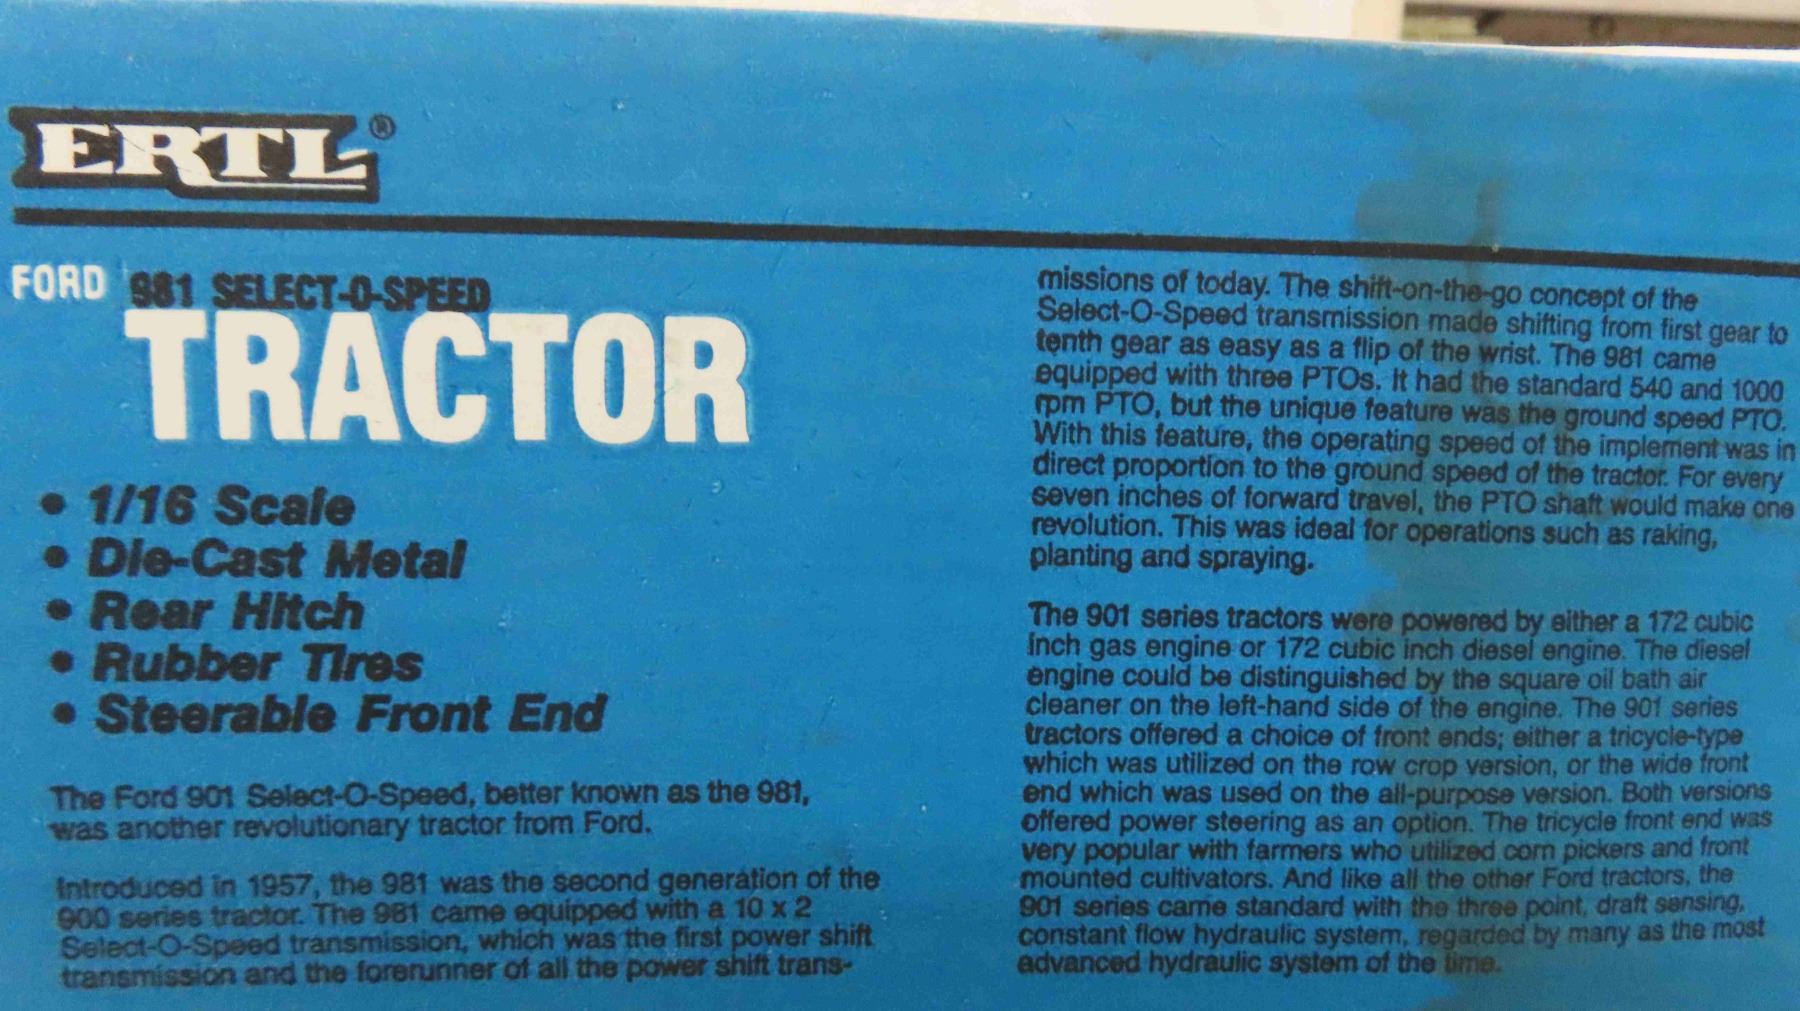 ERTL®
FORD 981 SELECT-O-SPEED
TRACTOR
• 1/16 Scale
• Die-Cast Metal
• Rear Hitch
• Rubber Tires
• Steerable Front End
The Ford 901 Select-O-Speed, better known as the 981,
was another revolutionary tractor from Ford.
Introduced in 1957, the 981 was the second generation of the
900 series tractor. The 981 came equipped with a 10 x 2
Select-O-Speed transmission, which was the first power shift
transmission and the forerunner of all the power shift trans-
missions of today. The shift-on-the-go concept of the
Select-O-Speed transmission made shifting from first gear to
tenth gear as easy as a flip of the wrist. The 981 came
equipped with three PTOs. It had the standard 540 and 1000
rpm PTO, but the unique feature was the ground speed PTO.
With this feature, the operating speed of the implement was in
direct proportion to the ground speed of the tractor. For every
seven inches of forward travel, the PTO shaft would make one
revolution. This was ideal for operations such as raking,
planting and spraying.
The 901 series tractors were powered by either a 172 cubic
inch gas engine or 172 cubic inch diesel engine. The diesel
engine could be distinguished by the square oil bath air
cleaner on the left-hand side of the engine. The 901 series
tractors offered a choice of front ends; either a tricycle-type
which was utilized on the row crop version, or the wide front
end which was used on the all-purpose version. Both versions
offered power steering as an option. The tricycle front end was
very popular with farmers who utilized corn pickers and front
mounted cultivators. And like all the other Ford tractors, the
901 series came standard with the three point, draft sensing,
constant flow hydraulic system, regarded by many as the most
advanced hydraulic system of the time.